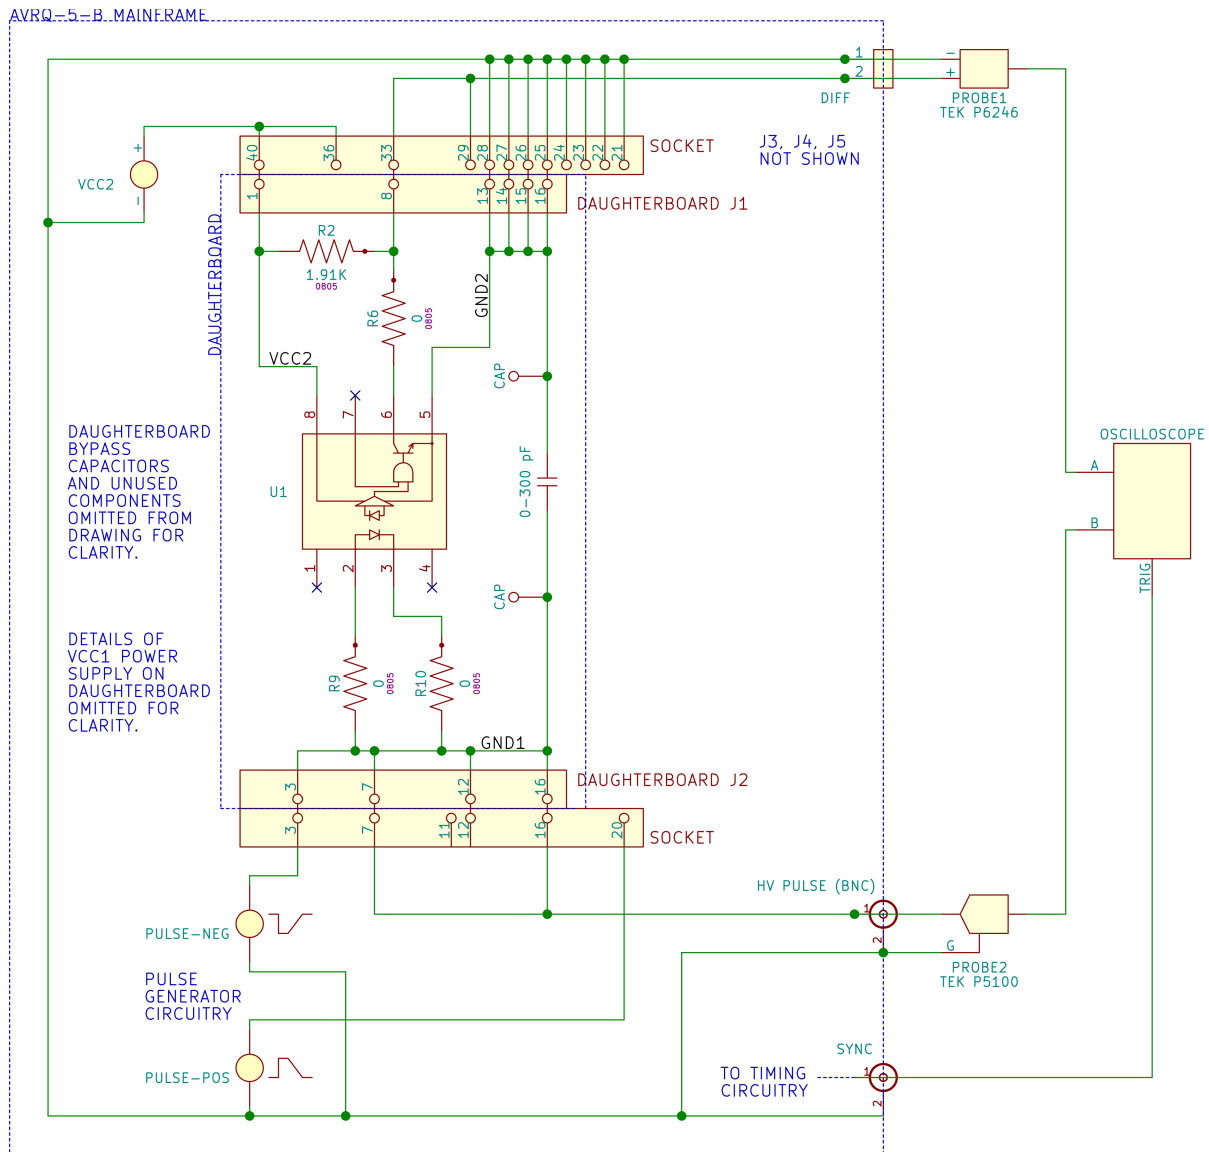 AVRQ-5-B MAINFRAME
1
2
DIFF
-
+
PROBE1
TEK P6246
J3, J4, J5
NOT SHOWN
SOCKET
40
36
33
29
28
27
26
25
24
23
22
21
+
VCC2
-
1
8
13
14
15
16
DAUGHTERBOARD J1
DAUGHTERBOARD
R2
1.91K
0805
R6
0
0805
GND2
VCC2
CAP
8
7
6
5
U1
0-300 pF
1
2
3
4
CAP
DAUGHTERBOARD
BYPASS
CAPACITORS
AND UNUSED
COMPONENTS
OMITTED FROM
DRAWING FOR
CLARITY.
OSCILLOSCOPE
A
B
TRIG
DETAILS OF
VCC1 POWER
SUPPLY ON
DAUGHTERBOARD
OMITTED FOR
CLARITY.
R9
0
0805
R10
0
0805
GND1
3
7
12
16
DAUGHTERBOARD J2
3
7
11
12
16
20
SOCKET
HV PULSE (BNC)
1
2
G
PROBE2
TEK P5100
PULSE-NEG
PULSE
GENERATOR
CIRCUITRY
PULSE-POS
SYNC
TO TIMING
CIRCUITRY
1
2